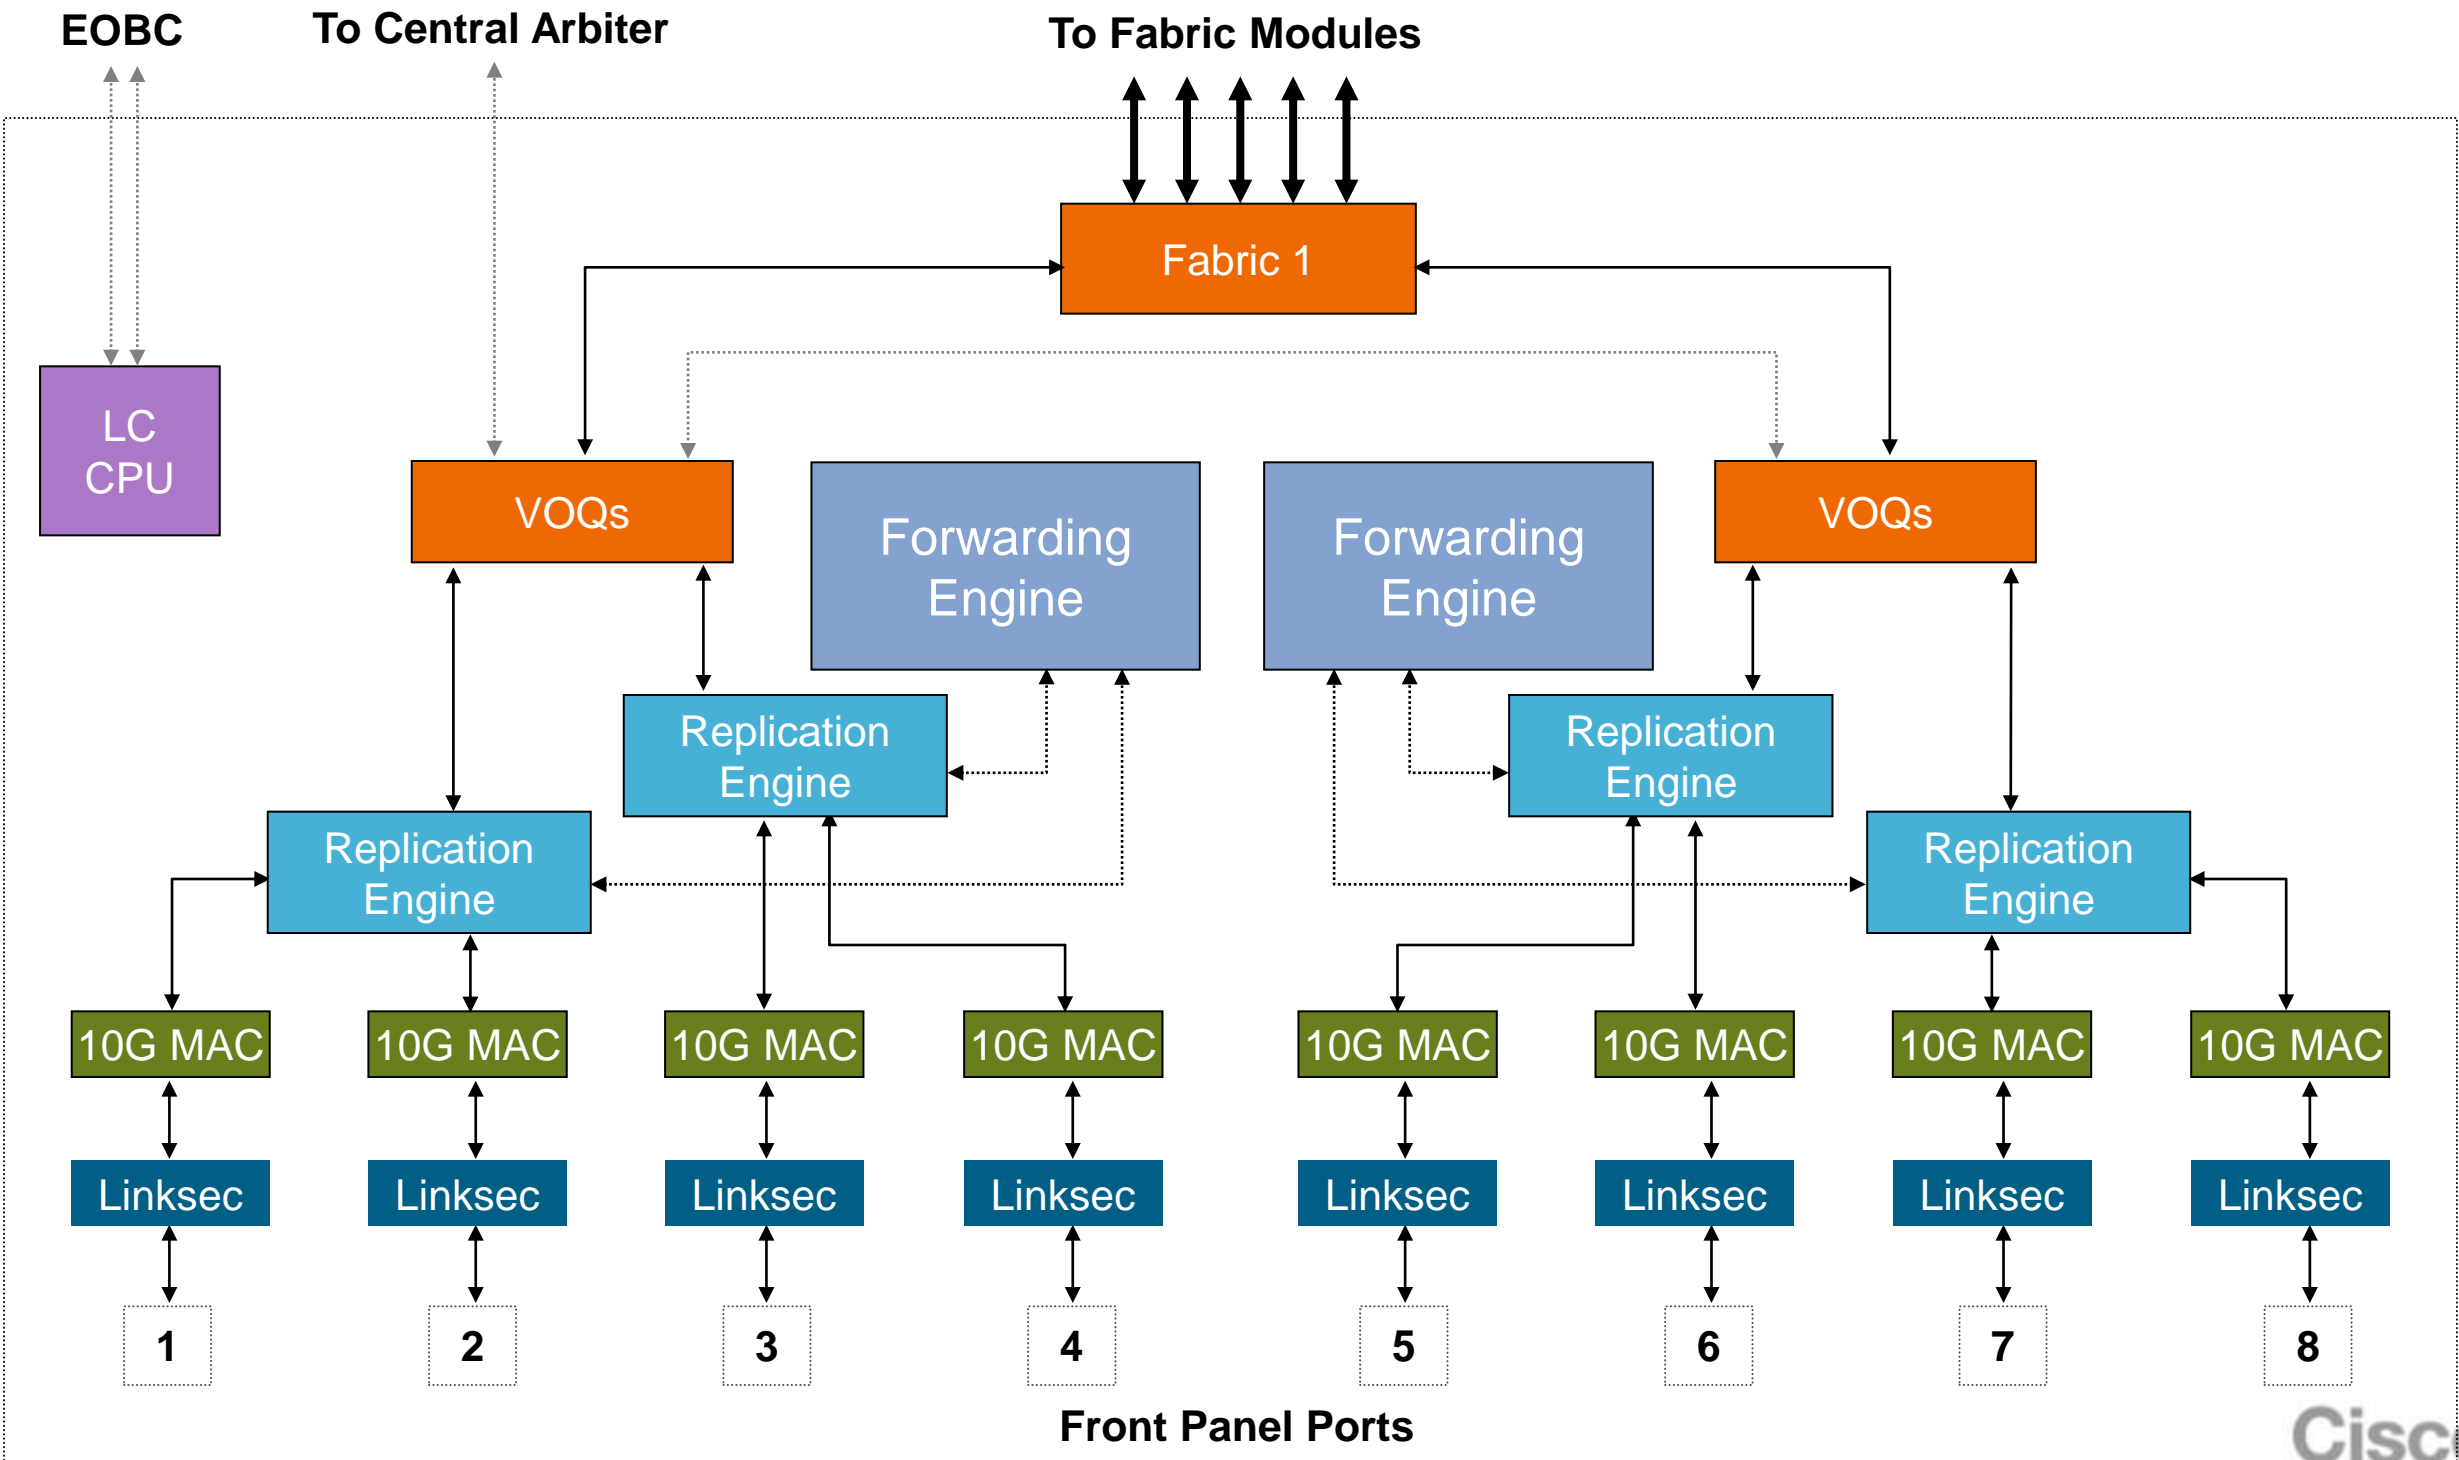 EOBC
To Central Arbiter
To Fabric Modules
Fabric 1
LC
CPU
VOQs
Forwarding
Engine
Forwarding
Engine
VOQs
Replication
Engine
Replication
Engine
Replication
Engine
Replication
Engine
10G MAC
10G MAC
10G MAC
10G MAC
10G MAC
10G MAC
10G MAC
10G MAC
Linksec
Linksec
Linksec
Linksec
Linksec
Linksec
Linksec
Linksec
1
2
3
4
5
6
7
8
Front Panel Ports